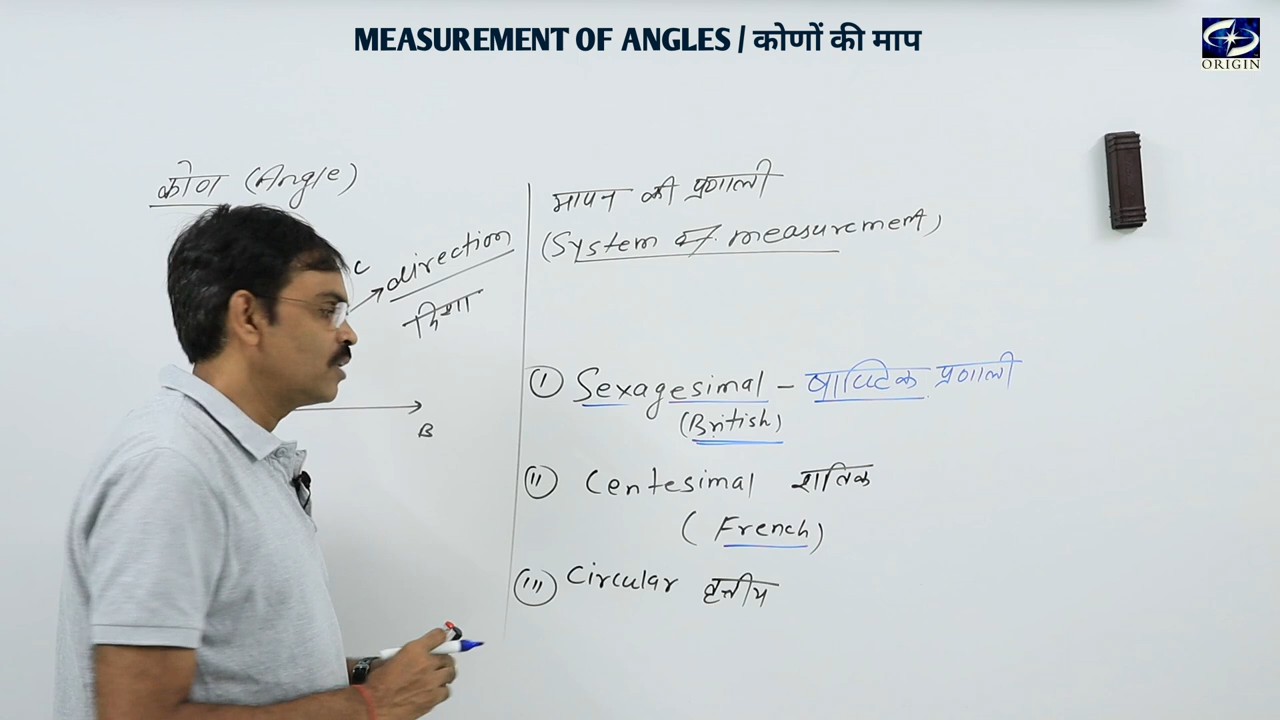 MEASUREMENT OF ANGLES / कोणों की माप
ORIGIN
कोण (Angle)
C
direction
दिशा
B
मापन की प्रणाली
(System of measurement)
(i) Sexagesimal – षाष्टिक प्रणाली
(British)
(ii) Centesimal शतिक
(French)
(iii) Circular वृत्तीय